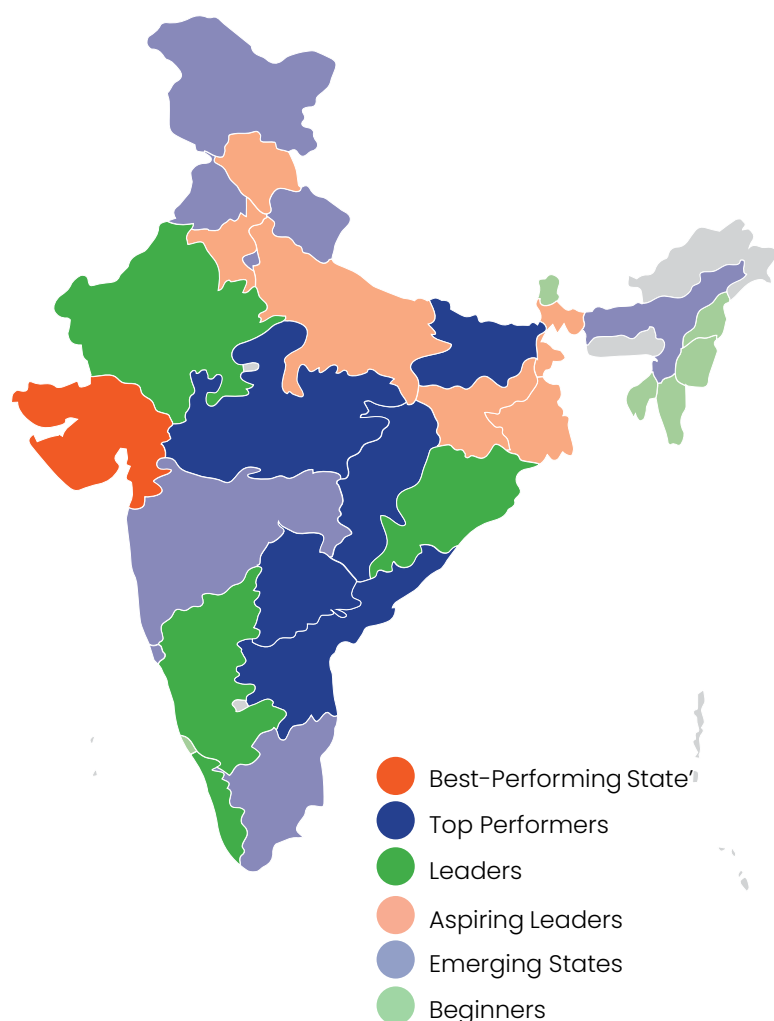 Best-Performing State’
Top Performers
Leaders
Aspiring Leaders
Emerging States
Beginners